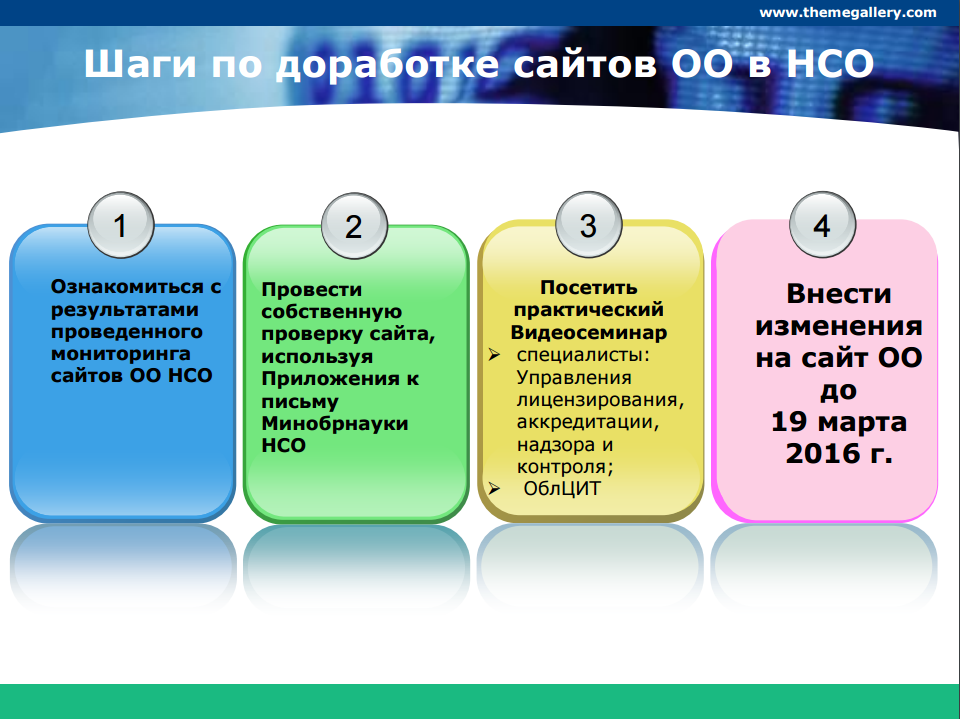 www.themegallery.com
Шаги по доработке сайтов ОО в НСО
1
Ознакомиться с
результатами
проведенного
мониторинга
сайтов ОО НСО
2
Провести
собственную
проверку сайта,
используя
Приложения к
письму
Минобрнауки
НСО
3
Посетить
практический
Видеосеминар
➢ специалисты:
Управления
лицензирования,
аккредитации,
надзора и
контроля;
➢ ОблЦИТ
4
Внести
изменения
на сайт ОО
до
19 марта
2016 г.